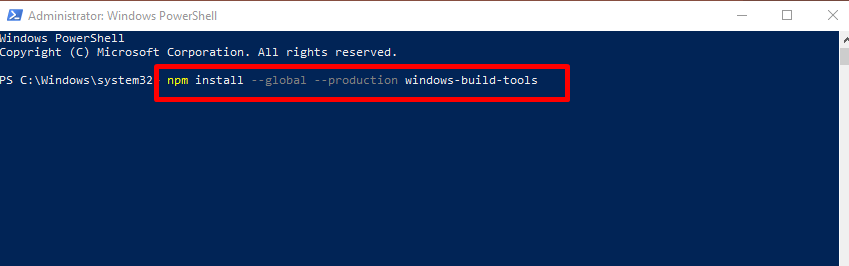 Administrator: Windows PowerShell
Windows PowerShell
Copyright (C) Microsoft Corporation. All rights reserved.
PS C:\Windows\system32> npm install --global --production windows-build-tools